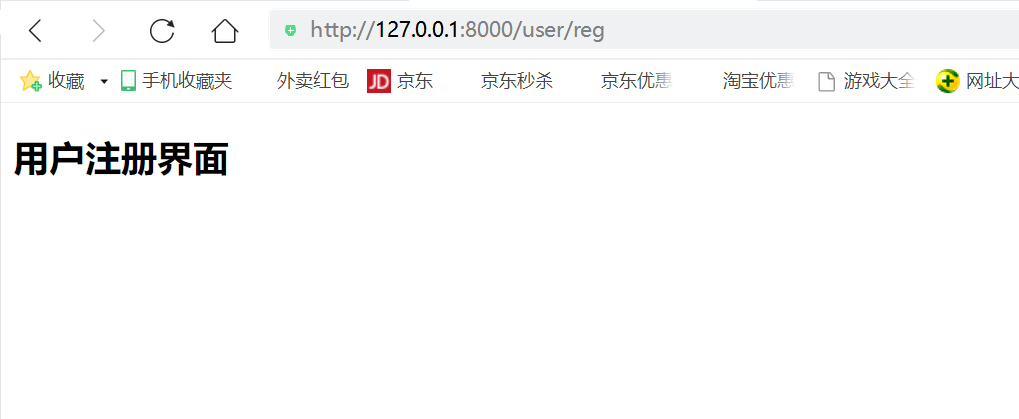 http://127.0.0.1:8000/user/reg
收藏 手机收藏夹 外卖红包 JD 京东 京东秒杀 京东优惠 淘宝优惠 游戏大全 网址大
用户注册界面